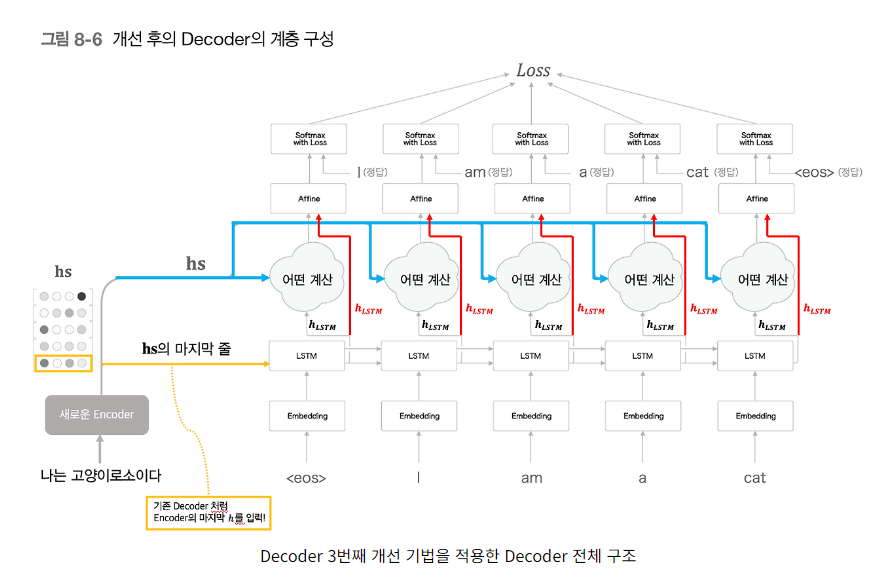 그림 8-6 개선 후의 Decoder의 계층 구성
Loss
Softmax with Loss
Softmax with Loss
Softmax with Loss
Softmax with Loss
Softmax with Loss
I (정답)
am (정답)
a (정답)
cat (정답)
<eos> (정답)
Affine
Affine
Affine
Affine
Affine
hs
hs
어떤 계산
어떤 계산
어떤 계산
어떤 계산
어떤 계산
hLSTM
hLSTM
hLSTM
hLSTM
hLSTM
hLSTM
hLSTM
hLSTM
hLSTM
hLSTM
hs의 마지막 줄
LSTM
LSTM
LSTM
LSTM
LSTM
새로운 Encoder
Embedding
Embedding
Embedding
Embedding
Embedding
나는 고양이로소이다
<eos>
I
am
a
cat
기존 Decoder 처럼
Encoder의 마지막 h를 입력!
Decoder 3번째 개선 기법을 적용한 Decoder 전체 구조